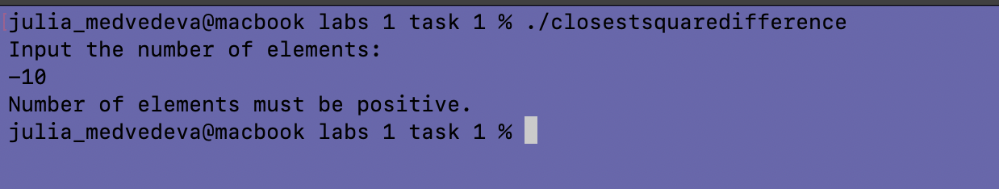 [julia_medvedeva@macbook labs 1 task 1 % ./closestsquaredifference
Input the number of elements:
-10
Number of elements must be positive.
julia_medvedeva@macbook labs 1 task 1 %